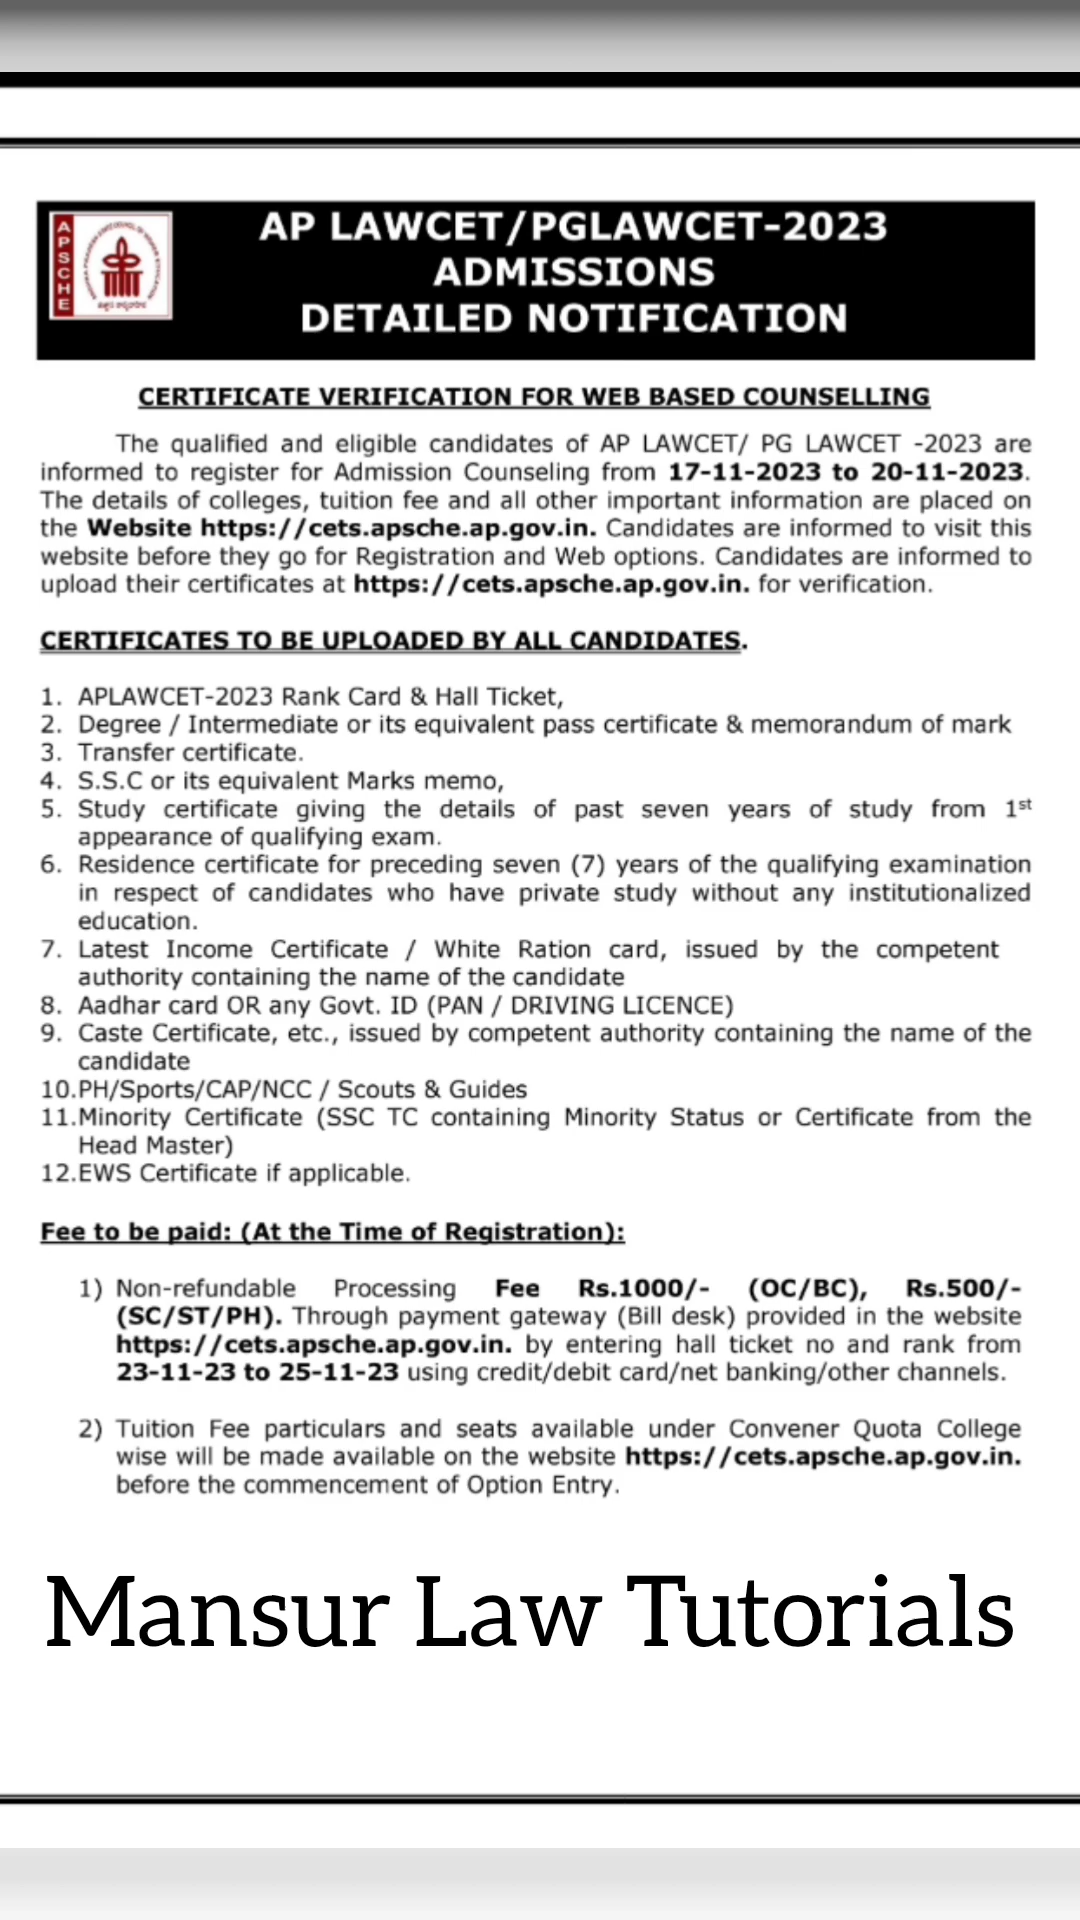 APSCHE
AP LAWCET/PGLAWCET-2023
ADMISSIONS
DETAILED NOTIFICATION
CERTIFICATE VERIFICATION FOR WEB BASED COUNSELLING
The qualified and eligible candidates of AP LAWCET/ PG LAWCET -2023 are
informed to register for Admission Counseling from 17-11-2023 to 20-11-2023.
The details of colleges, tuition fee and all other important information are placed on
the Website https://cets.apsche.ap.gov.in. Candidates are informed to visit this
website before they go for Registration and Web options. Candidates are informed to
upload their certificates at https://cets.apsche.ap.gov.in. for verification.
CERTIFICATES TO BE UPLOADED BY ALL CANDIDATES.
1. APLAWCET-2023 Rank Card & Hall Ticket,
2. Degree / Intermediate or its equivalent pass certificate & memorandum of mark
3. Transfer certificate.
4. S.S.C or its equivalent Marks memo,
5. Study certificate giving the details of past seven years of study from 1st
appearance of qualifying exam.
6. Residence certificate for preceding seven (7) years of the qualifying examination
in respect of candidates who have private study without any institutionalized
education.
7. Latest Income Certificate / White Ration card, issued by the competent
authority containing the name of the candidate
8. Aadhar card OR any Govt. ID (PAN / DRIVING LICENCE)
9. Caste Certificate, etc., issued by competent authority containing the name of the
candidate
10.PH/Sports/CAP/NCC / Scouts & Guides
11.Minority Certificate (SSC TC containing Minority Status or Certificate from the
Head Master)
12.EWS Certificate if applicable.
Fee to be paid: (At the Time of Registration):
1) Non-refundable Processing Fee Rs.1000/- (OC/BC), Rs.500/-
(SC/ST/PH). Through payment gateway (Bill desk) provided in the website
https://cets.apsche.ap.gov.in. by entering hall ticket no and rank from
23-11-23 to 25-11-23 using credit/debit card/net banking/other channels.
2) Tuition Fee particulars and seats available under Convener Quota College
wise will be made available on the website https://cets.apsche.ap.gov.in.
before the commencement of Option Entry.
Mansur Law Tutorials